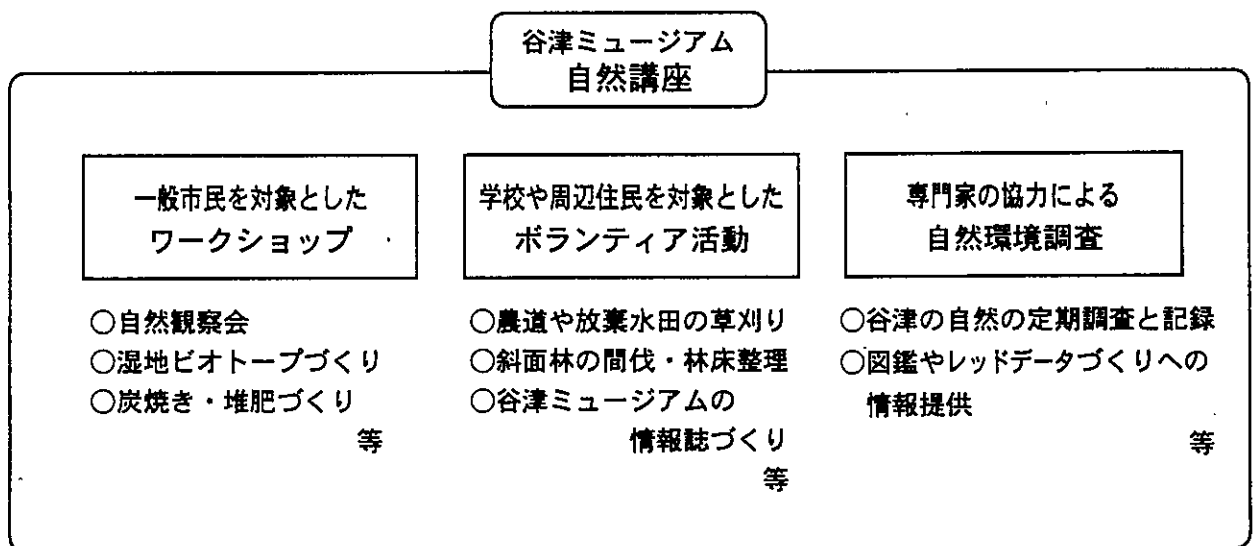 谷津ミュージアム
自然講座
一般市民を対象とした
ワークショップ
○自然観察会
○湿地ビオトープづくり
○炭焼き・堆肥づくり
等
学校や周辺住民を対象とした
ボランティア活動
○農道や放棄水田の草刈り
○斜面林の間伐・林床整理
○谷津ミュージアムの
情報誌づくり
等
専門家の協力による
自然環境調査
○谷津の自然の定期調査と記録
○図鑑やレッドデータづくりへの
情報提供
等